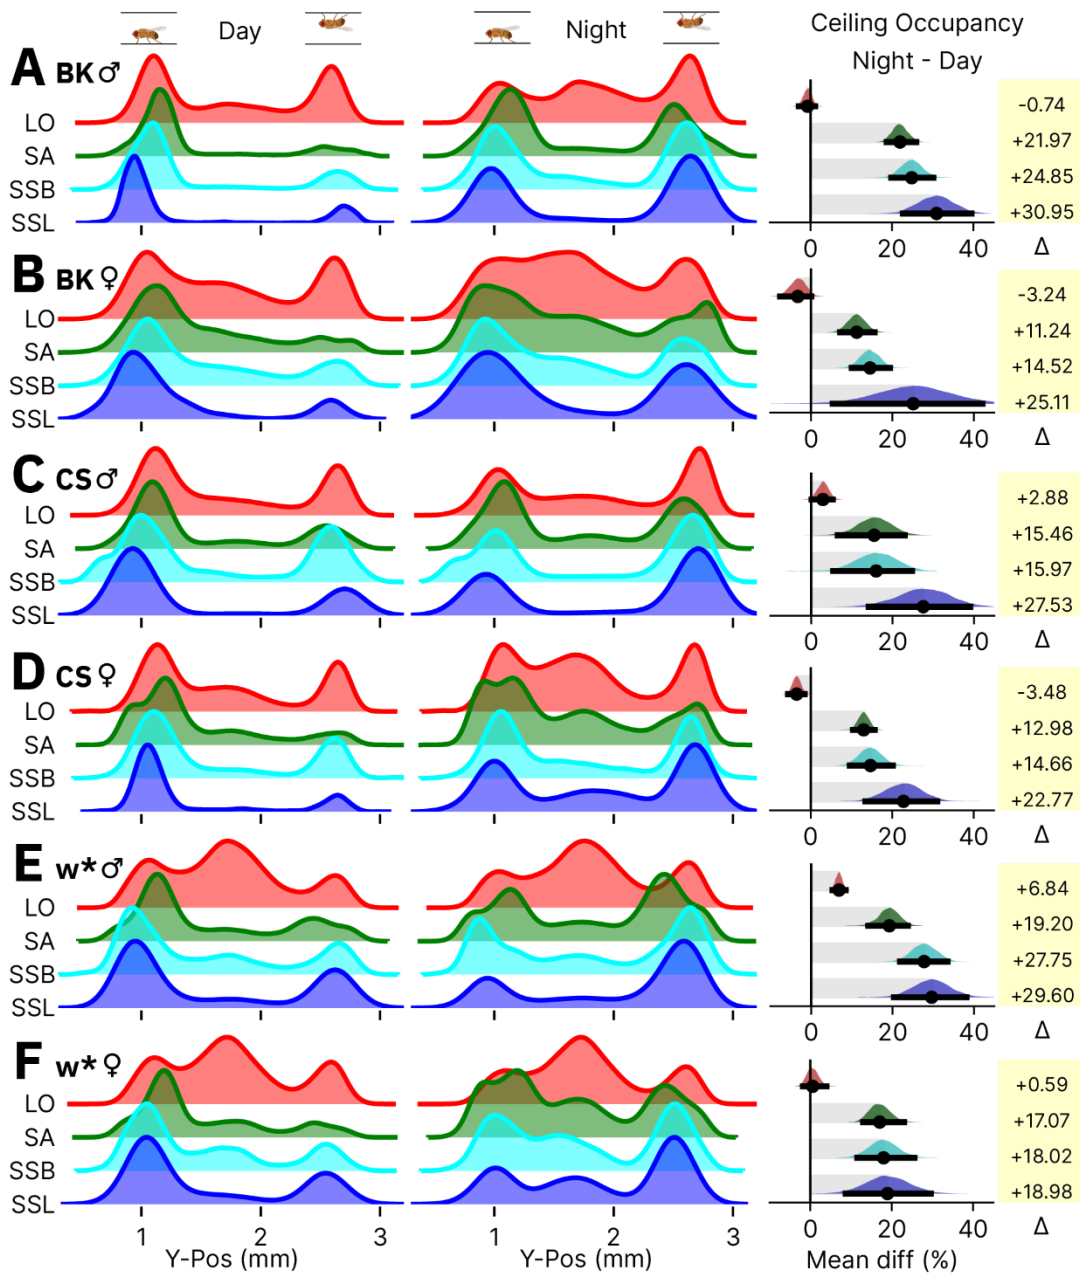 Day
Night
Ceiling Occupancy
Night - Day
A BK♂
LO
SA
SSB
SSL
-0.74
+21.97
+24.85
+30.95
0 20 40 Δ
B BK♀
LO
SA
SSB
SSL
-3.24
+11.24
+14.52
+25.11
0 20 40 Δ
C CS♂
LO
SA
SSB
SSL
+2.88
+15.46
+15.97
+27.53
0 20 40 Δ
D CS♀
LO
SA
SSB
SSL
-3.48
+12.98
+14.66
+22.77
0 20 40 Δ
E w*♂
LO
SA
SSB
SSL
+6.84
+19.20
+27.75
+29.60
0 20 40 Δ
F w*♀
LO
SA
SSB
SSL
+0.59
+17.07
+18.02
+18.98
1 2 3
1 2 3
0 20 40 Δ
Y-Pos (mm)
Y-Pos (mm)
Mean diff (%)